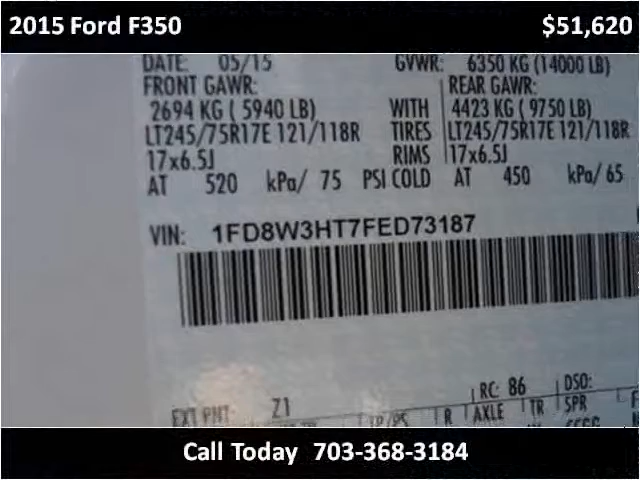 2015 Ford F350 $51,620
DATE: 05/15 GVWR: 6350 KG (14000 LB)
FRONT GAWR: REAR GAWR:
2694 KG ( 5940 LB) WITH 4423 KG ( 9750 LB)
LT245/75R17E 121/118R TIRES LT245/75R17E 121/118R
17x6.5J RIMS 17x6.5J
AT 520 kPa/ 75 PSI COLD AT 450 kPa/ 65
VIN: 1FD8W3HT7FED73187
RC: 86 DSO:
EXT PNT: Z1
R AXLE TR SPR
Call Today 703-368-3184